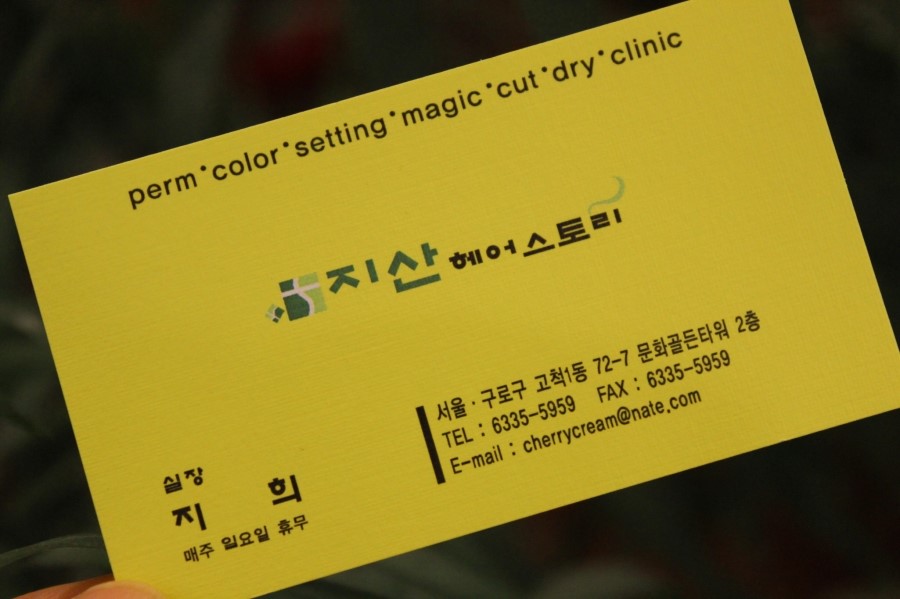 perm·color·setting·magic·cut·dry·clinic
지산 헤어스토리
서울·구로구 고척1동 72-7 문화골든타워 2층
TEL : 6335-5959 FAX : 6335-5959
E-mail : cherrycream@nate.com
실장
지 희
매주 일요일 휴무